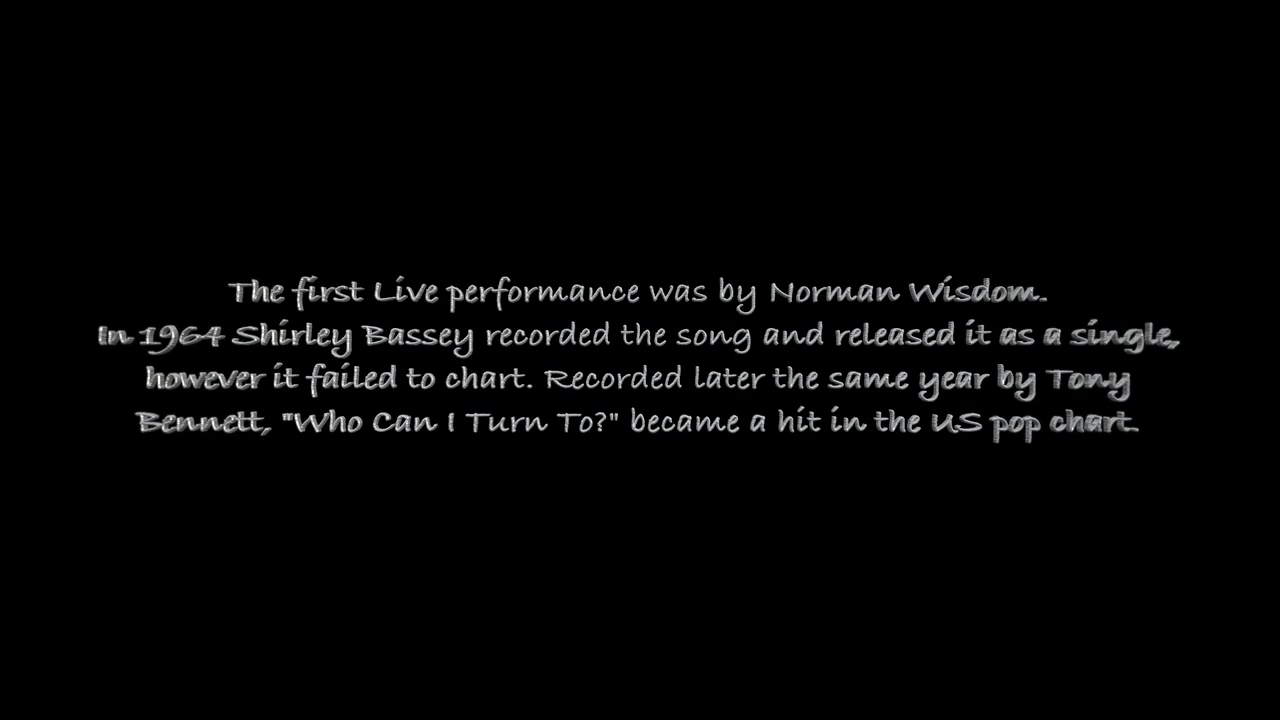 The first Live performance was by Norman Wisdom.
In 1964 Shirley Bassey recorded the song and released it as a single,
however it failed to chart. Recorded later the same year by Tony
Bennett, "Who Can I Turn To?" became a hit in the US pop chart.